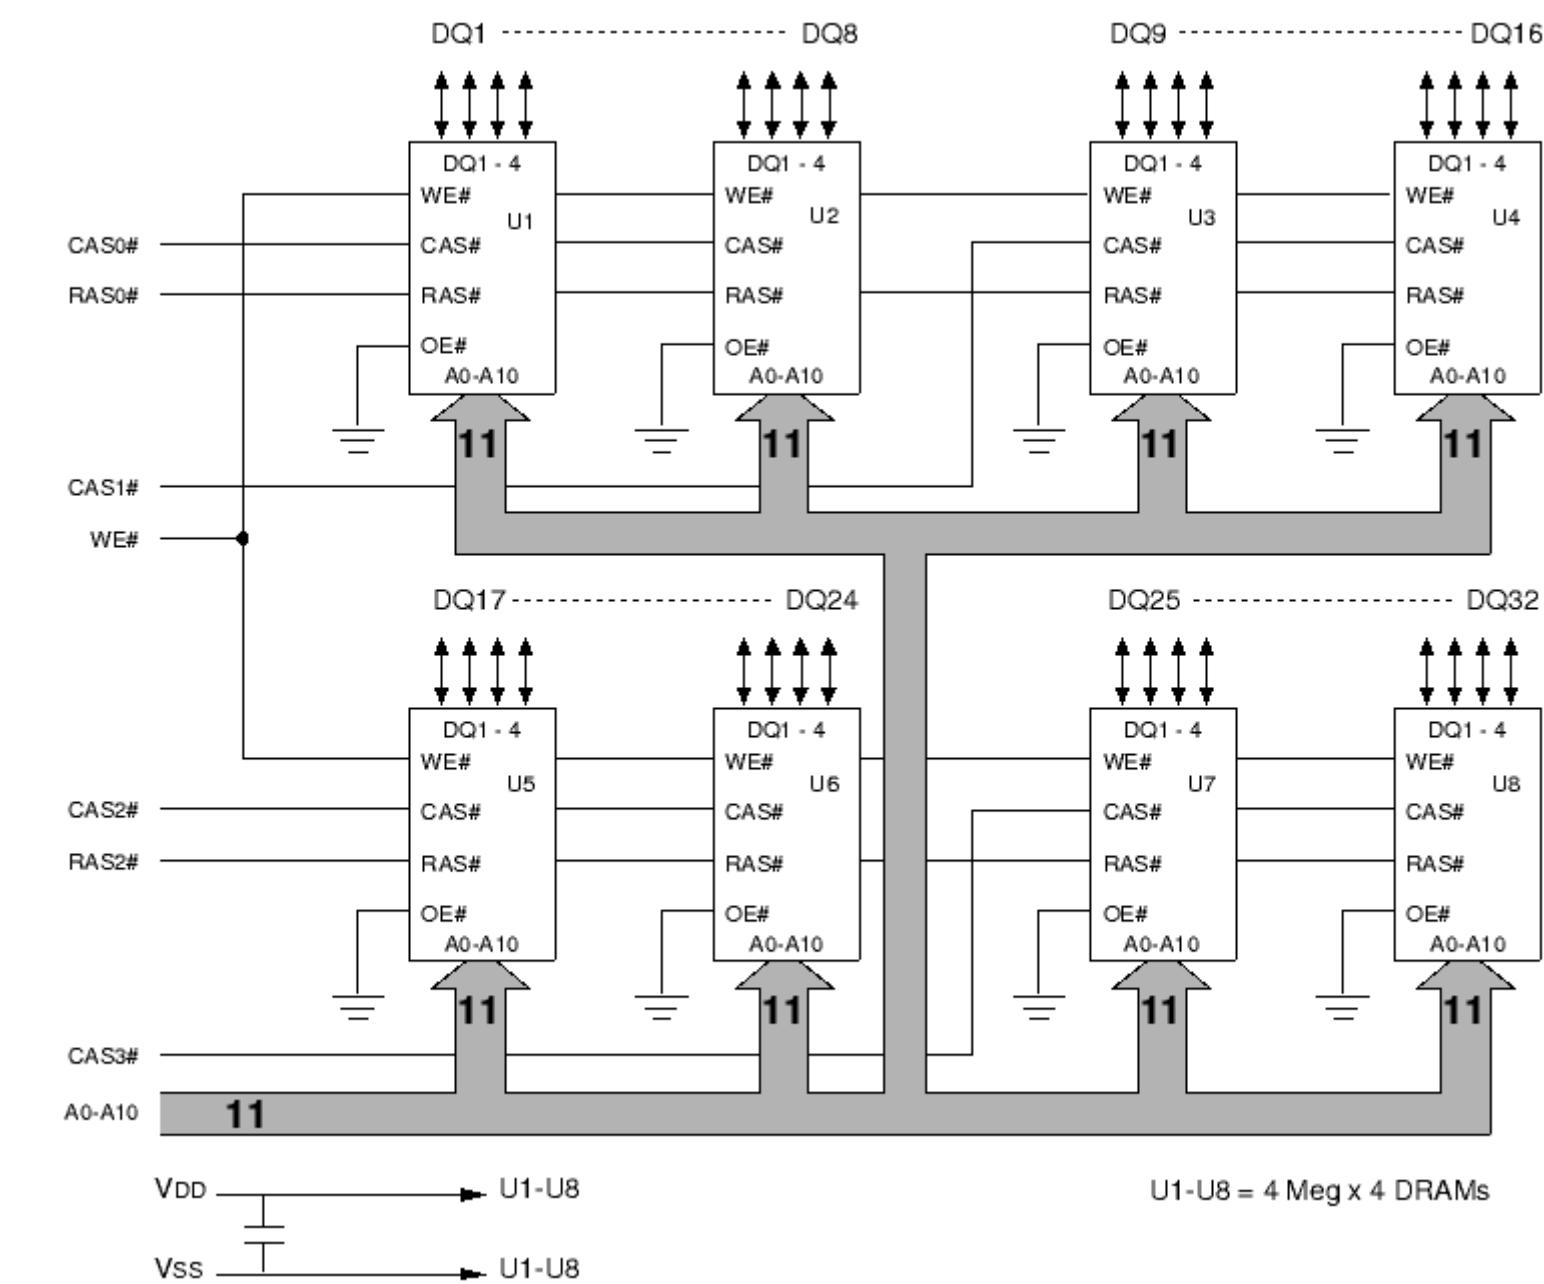 DQ1 DQ8 DQ9 DQ16
DQ1 - 4 DQ1 - 4 DQ1 - 4 DQ1 - 4
WE# WE# WE# WE#
U1 U2 U3 U4
CAS0# CAS# CAS# CAS# CAS#
RAS0# RAS# RAS# RAS# RAS#
OE# OE# OE# OE#
A0-A10 A0-A10 A0-A10 A0-A10
11 11 11 11
CAS1#
WE#
DQ17 DQ24 DQ25 DQ32
DQ1 - 4 DQ1 - 4 DQ1 - 4 DQ1 - 4
WE# WE# WE# WE#
U5 U6 U7 U8
CAS2# CAS# CAS# CAS# CAS#
RAS2# RAS# RAS# RAS# RAS#
OE# OE# OE# OE#
A0-A10 A0-A10 A0-A10 A0-A10
11 11 11 11
CAS3#
A0-A10 11
VDD U1-U8 U1-U8 = 4 Meg x 4 DRAMs
VSS U1-U8